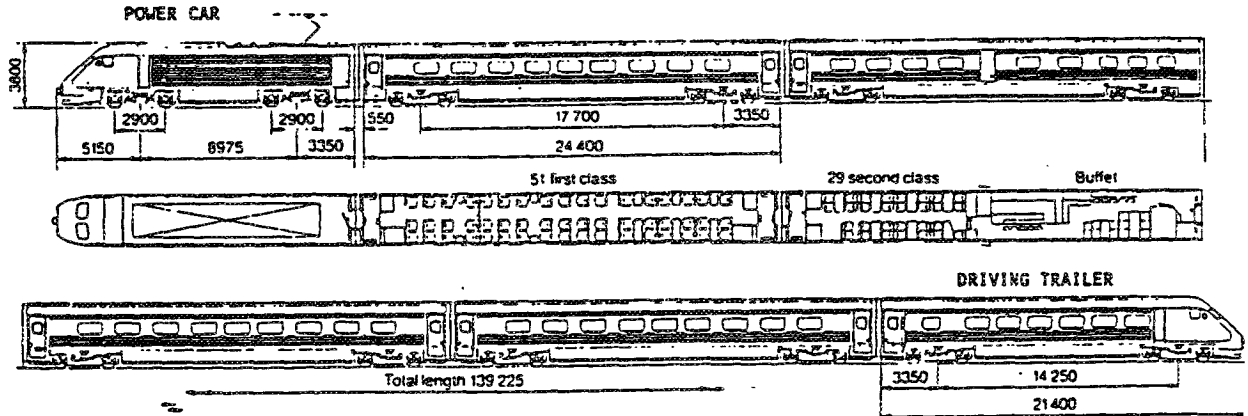 POWER CAR
3800
2900
2900
550
17 700
3350
5150
8975
3350
24 400
51 first class
29 second class
Buffet
DRIVING TRAILER
Total length 139 225
3350
14 250
21 400